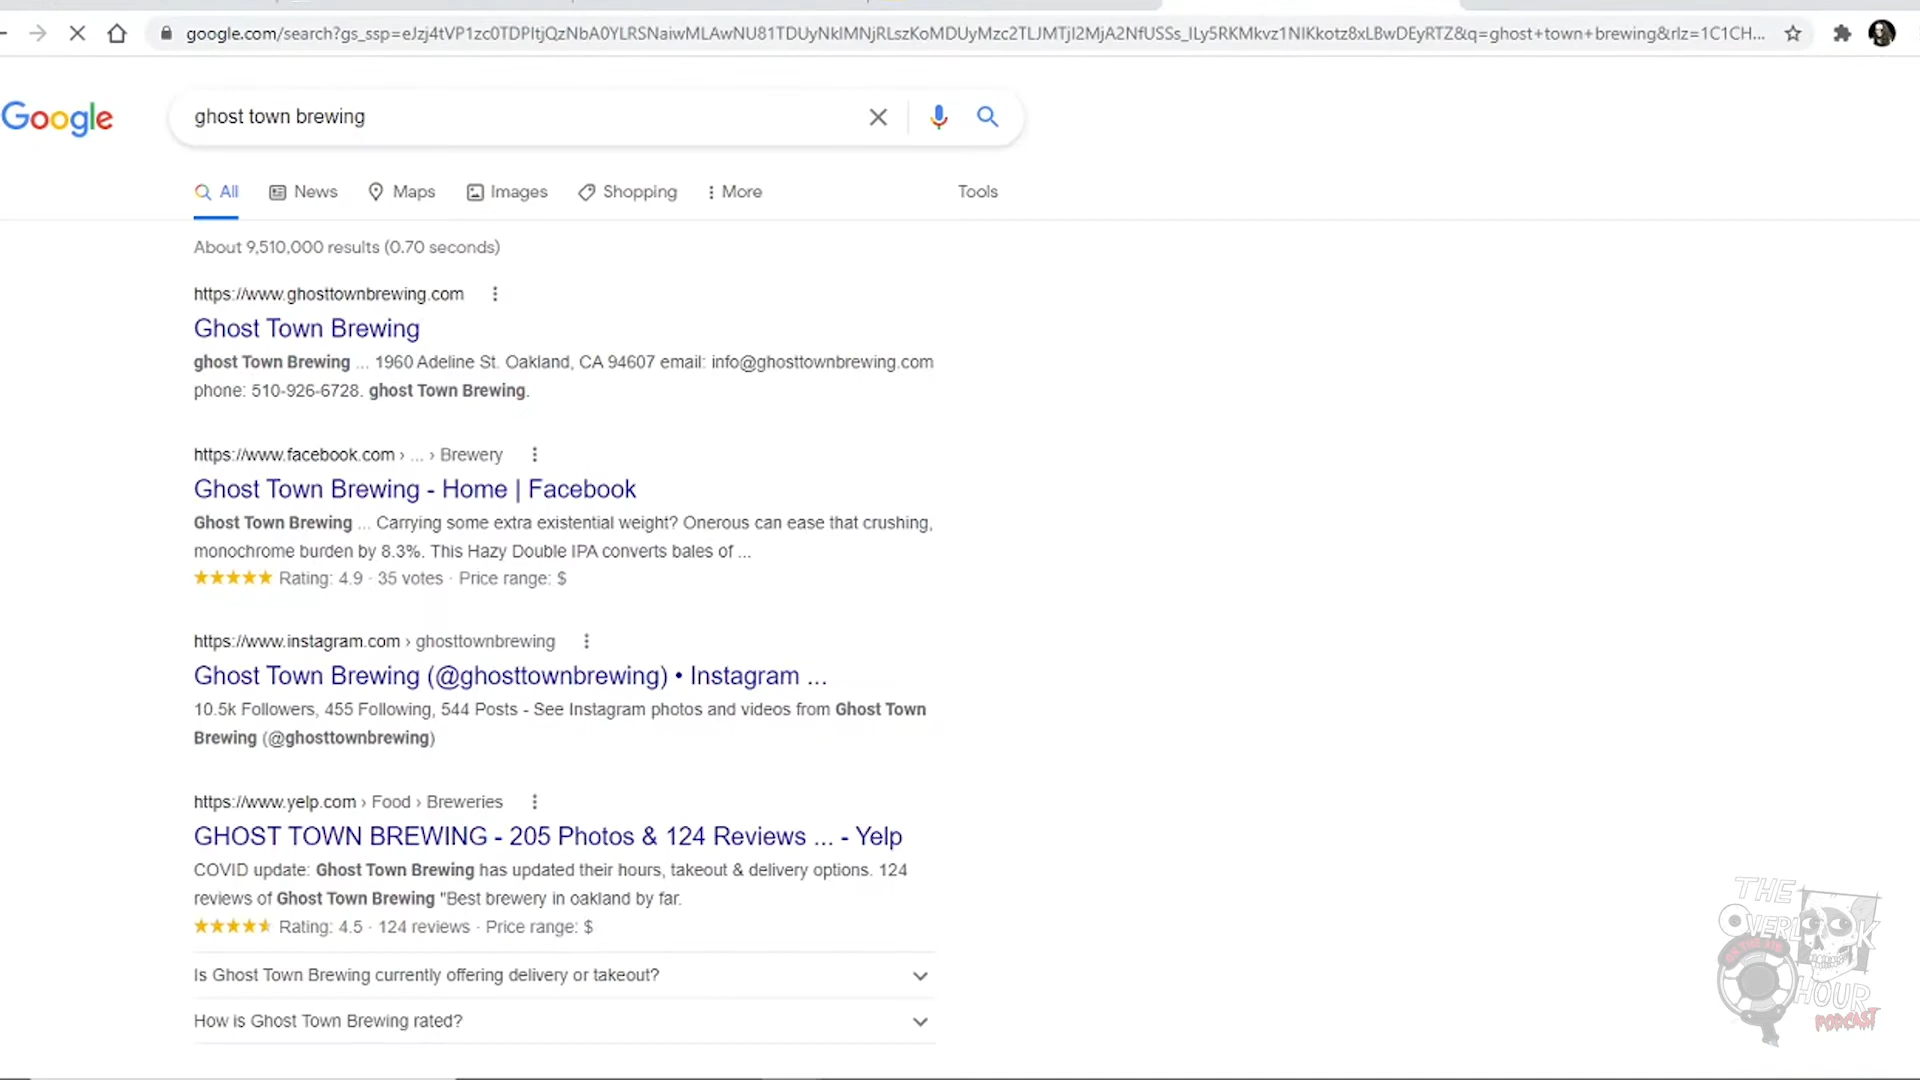 google.com/search?gs_ssp=eJzj4tVP1zc0TDPItjQzNbA0YLRSNaiwMLAwNU81TDUyNklMNjRLszKoMDUyMzc2TLJMTjI2MjA2NfUSSs_ILy5RKMkvz1NIKkotz8xLBwDEyRTZ&q=ghost+town+brewing&rlz=1C1CH...
Google
ghost town brewing
All News Maps Images Shopping More Tools
About 9,510,000 results (0.70 seconds)
https://www.ghosttownbrewing.com
Ghost Town Brewing
ghost Town Brewing ... 1960 Adeline St. Oakland, CA 94607 email: info@ghosttownbrewing.com
phone: 510-926-6728. ghost Town Brewing.
https://www.facebook.com › ... › Brewery
Ghost Town Brewing - Home | Facebook
Ghost Town Brewing ... Carrying some extra existential weight? Onerous can ease that crushing,
monochrome burden by 8.3%. This Hazy Double IPA converts bales of ...
Rating: 4.9 · 35 votes · Price range: $
https://www.instagram.com › ghosttownbrewing
Ghost Town Brewing (@ghosttownbrewing) • Instagram ...
10.5k Followers, 455 Following, 544 Posts - See Instagram photos and videos from Ghost Town
Brewing (@ghosttownbrewing)
https://www.yelp.com › Food › Breweries
GHOST TOWN BREWING - 205 Photos & 124 Reviews ... - Yelp
COVID update: Ghost Town Brewing has updated their hours, takeout & delivery options. 124
reviews of Ghost Town Brewing "Best brewery in oakland by far.
Rating: 4.5 · 124 reviews · Price range: $
Is Ghost Town Brewing currently offering delivery or takeout?
How is Ghost Town Brewing rated?
THE
OVERLOOK
ON THE AIR
HOUR
PODCAST